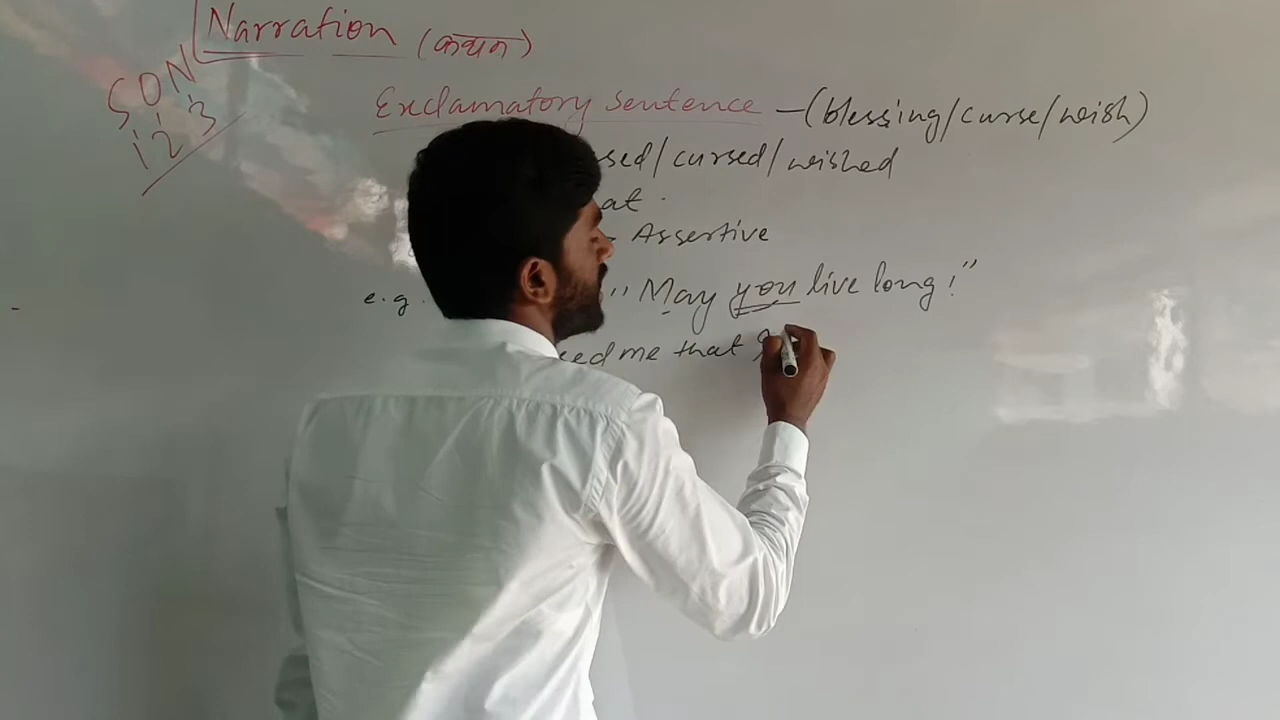 Narration (कथन)
SON
1 2 3
Exclamatory sentence - (blessing/curse/wish)
sed/cursed/wished
at.
- Assertive
e.g. "May you live long!"
sed me that